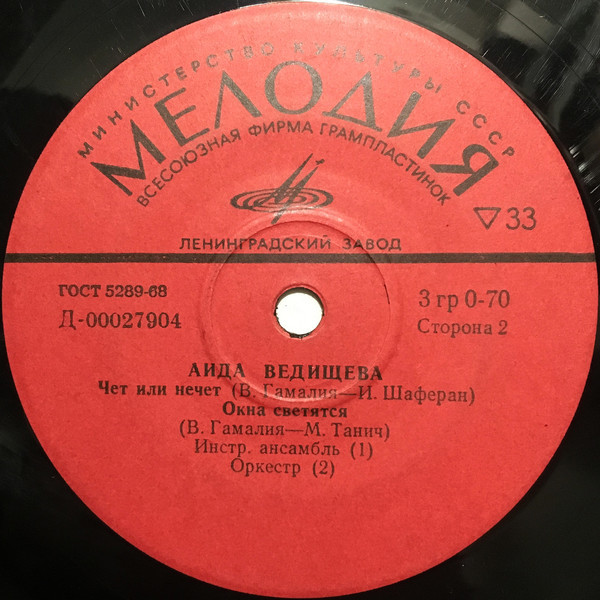 МИНИСТЕРСТВО КУЛЬТУРЫ СССР
МЕЛОДИЯ
ВСЕСОЮЗНАЯ ФИРМА ГРАМПЛАСТИНОК
▽33
ЛЕНИНГРАДСКИЙ ЗАВОД
ГОСТ 5289-68
3 гр 0-70
Д-00027904
Сторона 2
АИДА ВЕДИЩЕВА
Чет или нечет (В. Гамалия—И. Шаферан)
Окна светятся
(В. Гамалия—М. Танич)
Инстр. ансамбль (1)
Оркестр (2)